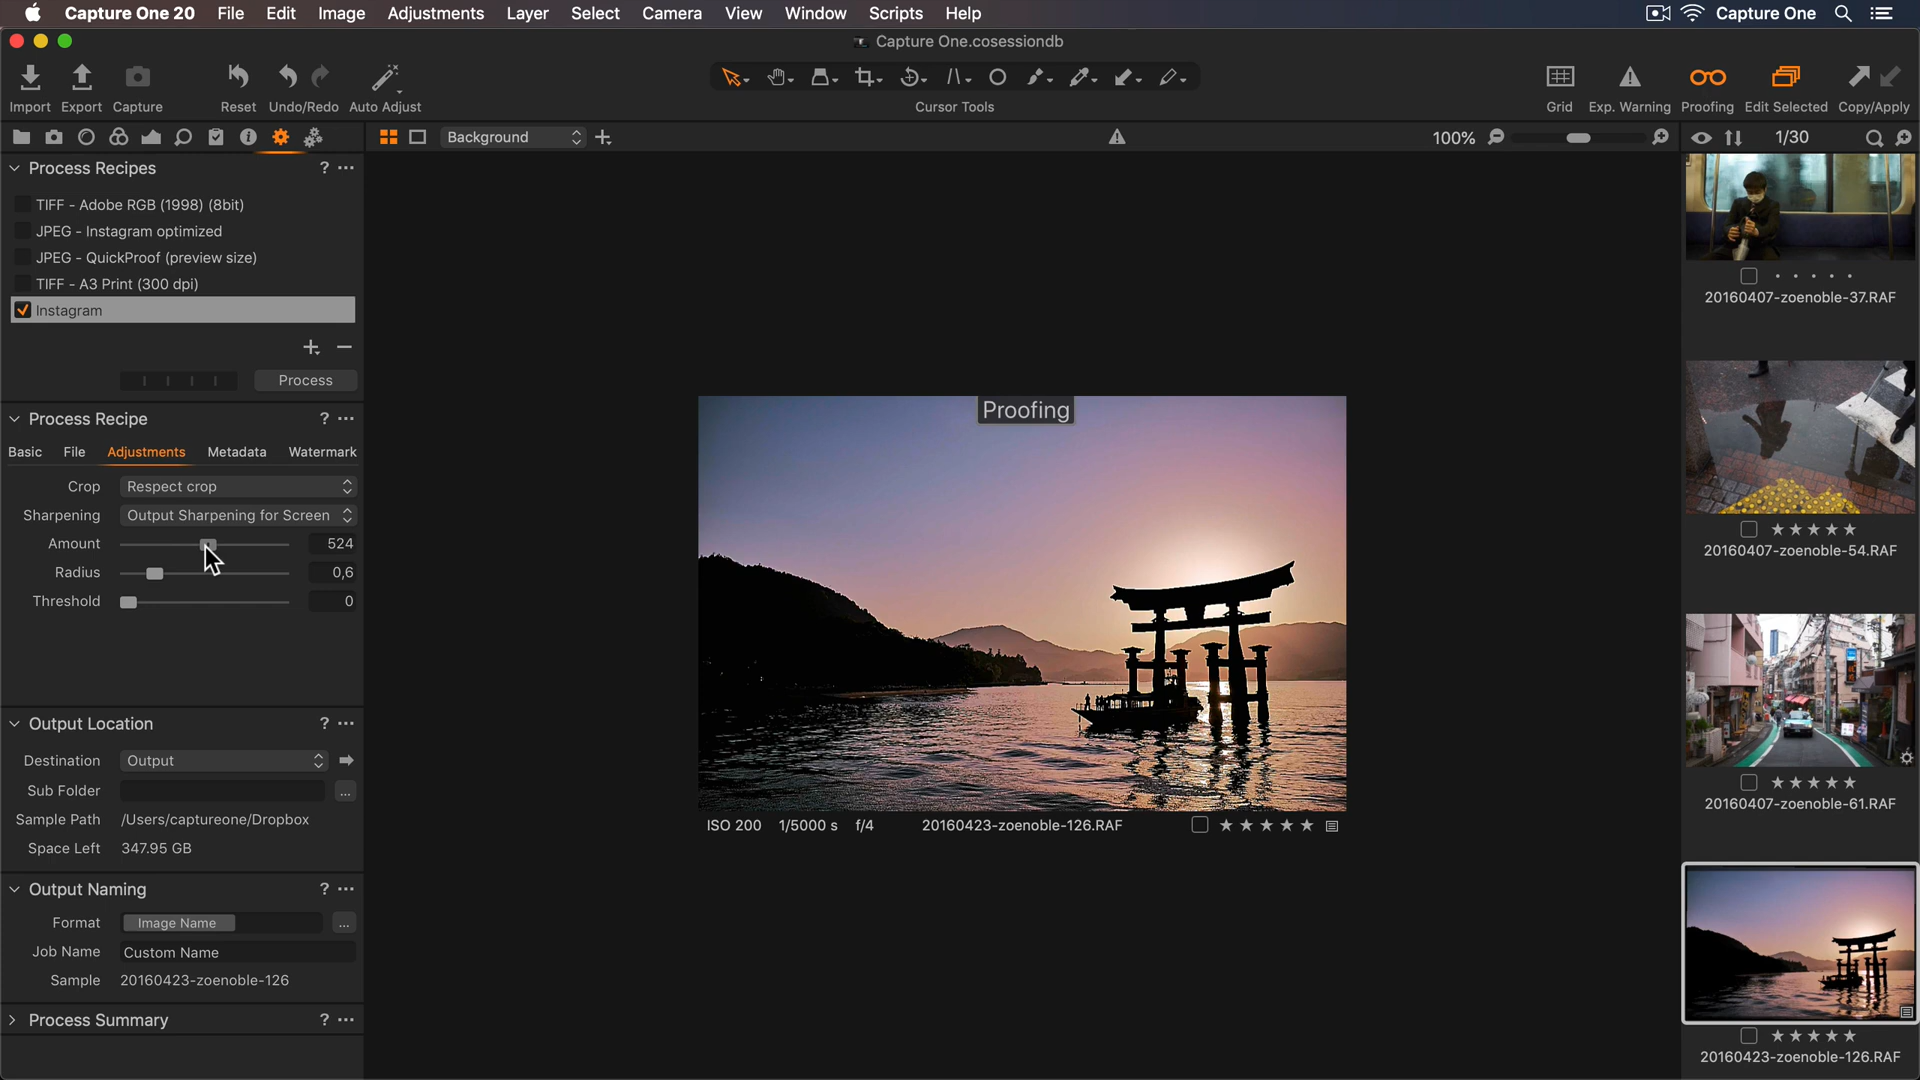 Capture One 20 File Edit Image Adjustments Layer Select Camera View Window Scripts Help Capture One
Capture One.cosessiondb
Import Export Capture Reset Undo/Redo Auto Adjust Cursor Tools Grid Exp. Warning Proofing Edit Selected Copy/Apply
Background 100% 1/30
Process Recipes ? ...
TIFF - Adobe RGB (1998) (8bit)
JPEG - Instagram optimized
JPEG - QuickProof (preview size)
TIFF - A3 Print (300 dpi)
Instagram
Process
Process Recipe ? ...
Basic File Adjustments Metadata Watermark
Crop Respect crop
Sharpening Output Sharpening for Screen
Amount 524
Radius 0,6
Threshold 0
Output Location ? ...
Destination Output
Sub Folder ...
Sample Path /Users/captureone/Dropbox
Space Left 347.95 GB
Output Naming ? ...
Format Image Name ...
Job Name Custom Name
Sample 20160423-zoenoble-126
Process Summary ? ...
Proofing
ISO 200 1/5000 s f/4 20160423-zoenoble-126.RAF
20160407-zoenoble-37.RAF
20160407-zoenoble-54.RAF
20160407-zoenoble-61.RAF
20160423-zoenoble-126.RAF